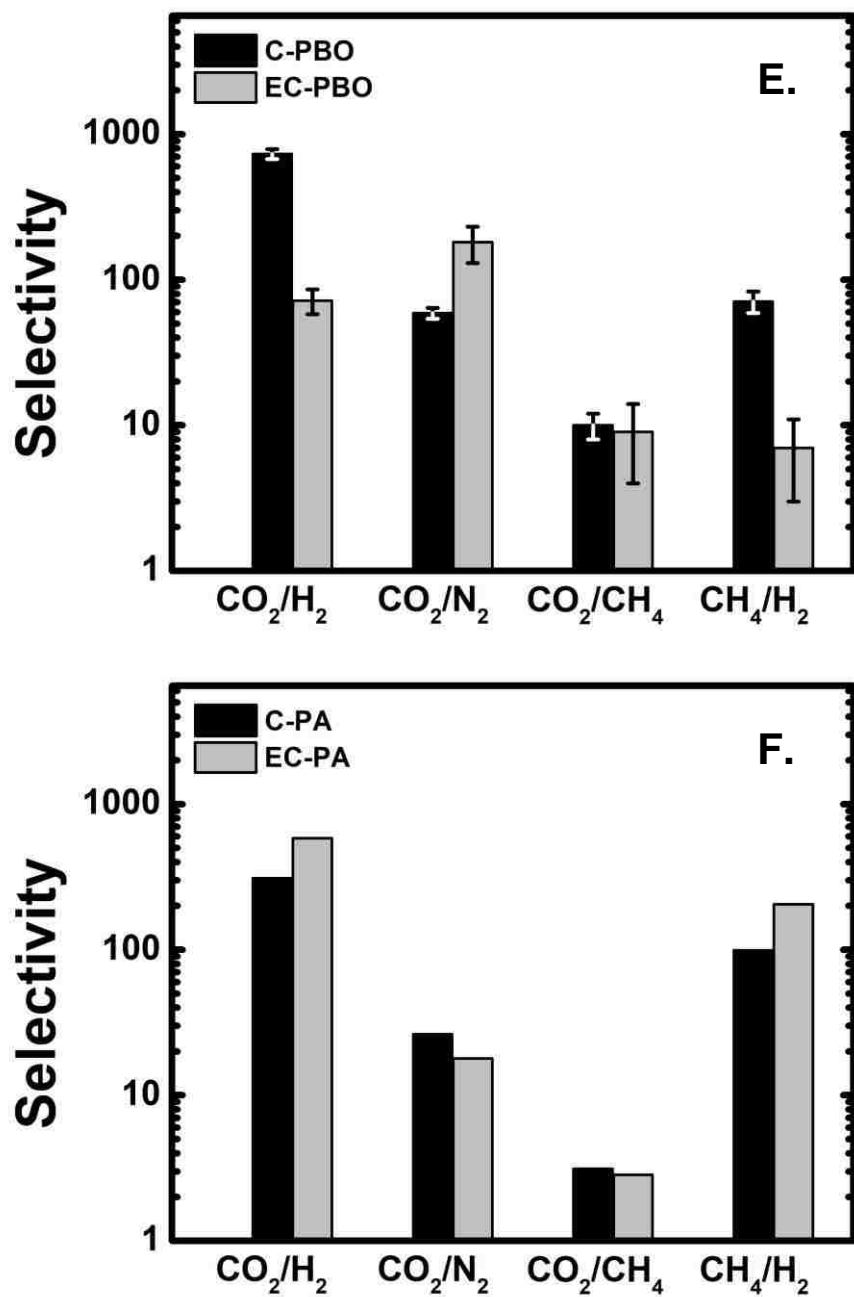 C-PBO
EC-PBO
E.
Selectivity
1000
100
10
1
CO₂/H₂ CO₂/N₂ CO₂/CH₄ CH₄/H₂
C-PA
EC-PA
F.
Selectivity
1000
100
10
1
CO₂/H₂ CO₂/N₂ CO₂/CH₄ CH₄/H₂